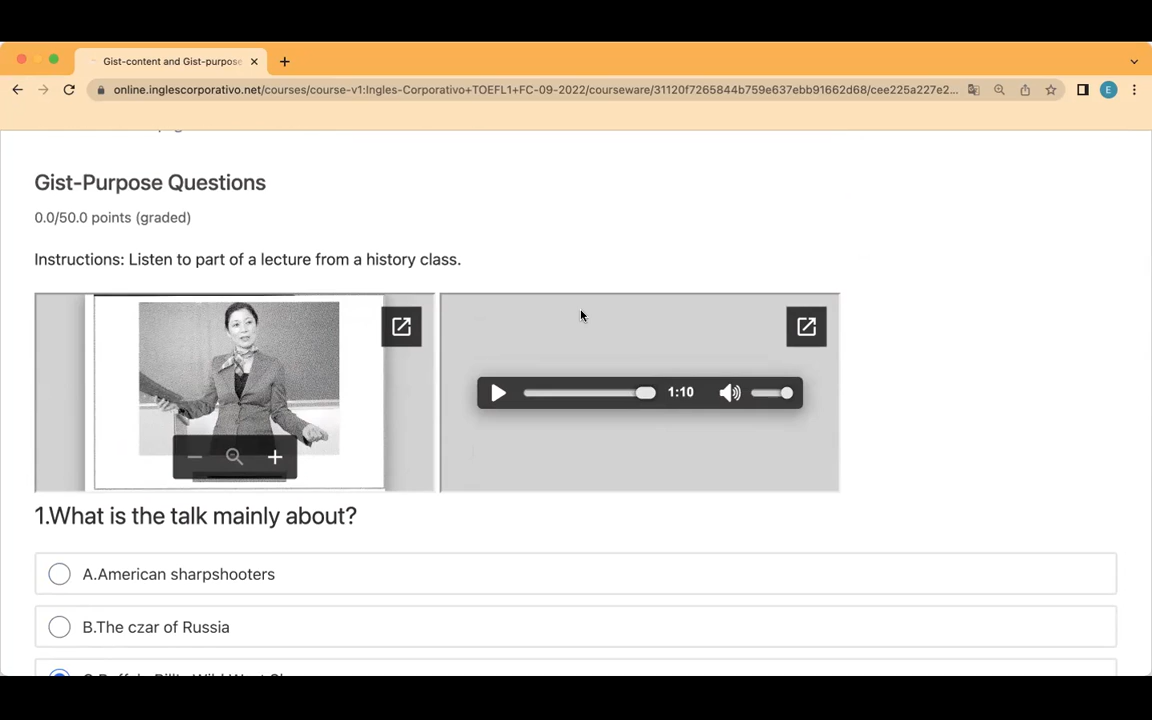 Gist-content and Gist-purpose
online.inglescorporativo.net/courses/course-v1:Ingles-Corporativo+TOEFL1+FC-09-2022/courseware/31120f7265844b759e637ebb91662d68/cee225a227e2...
E
Gist-Purpose Questions
0.0/50.0 points (graded)
Instructions: Listen to part of a lecture from a history class.
1:10
1.What is the talk mainly about?
A.American sharpshooters
B.The czar of Russia